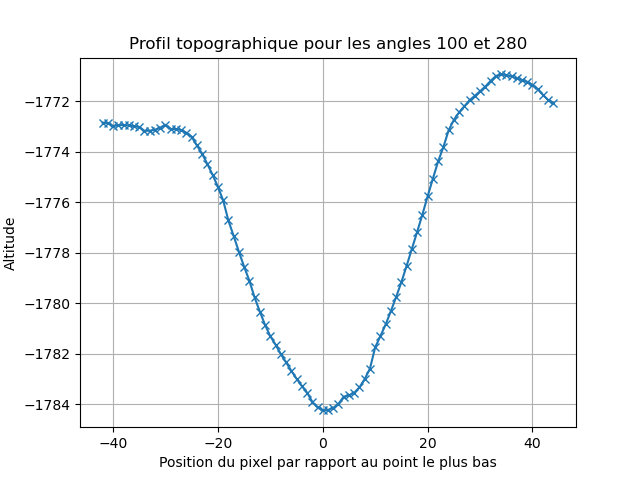 Profil topographique pour les angles 100 et 280
Altitude
−1772
−1774
−1776
−1778
−1780
−1782
−1784
−40 −20 0 20 40
Position du pixel par rapport au point le plus bas